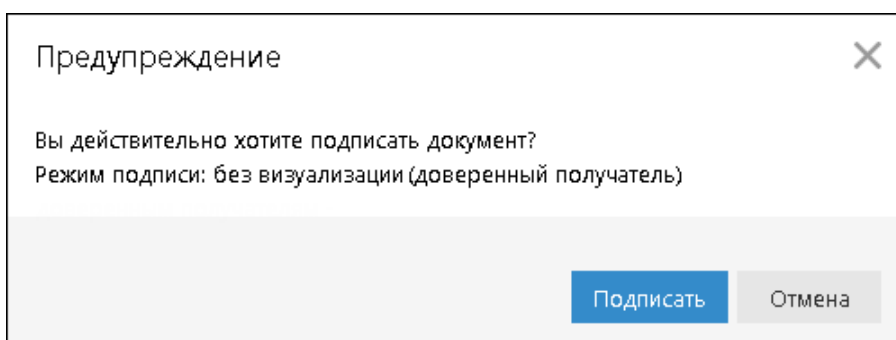 Предупреждение
Вы действительно хотите подписать документ?
Режим подписи: без визуализации (доверенный получатель)
Подписать Отмена